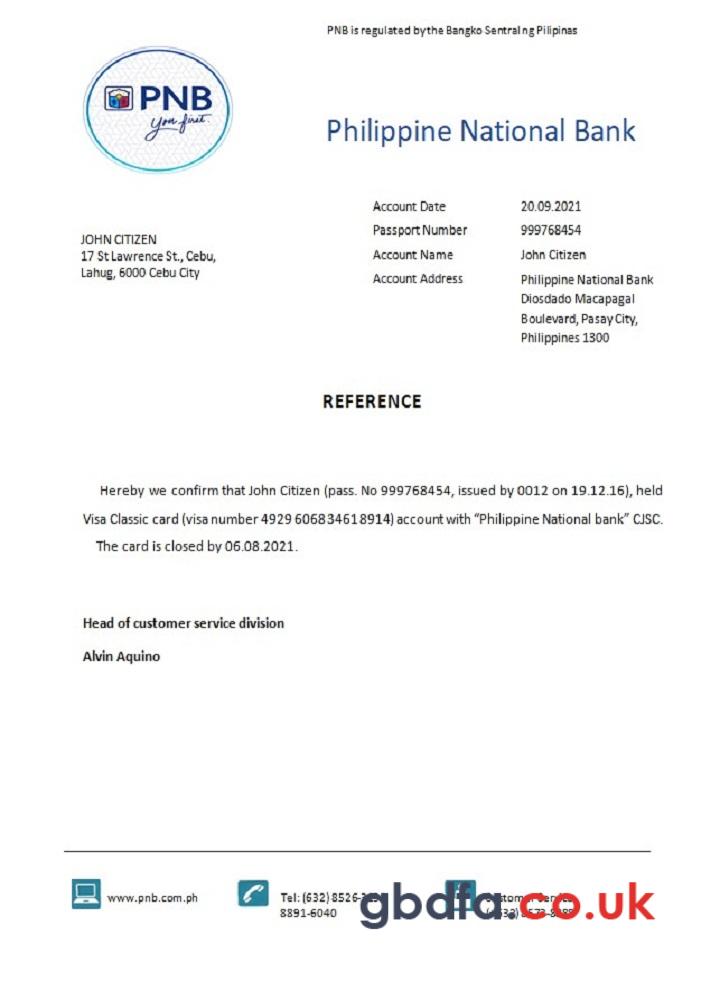 PNB is regulated by the Bangko Sentral ng Pilipinas
PNB
You first.
Philippine National Bank
Account Date 20.09.2021
Passport Number 999768454
Account Name John Citizen
Account Address Philippine National Bank
Diosdado Macapagal
Boulevard, Pasay City,
Philippines 1300
JOHN CITIZEN
17 St Lawrence St., Cebu,
Lahug, 6000 Cebu City
REFERENCE
Hereby we confirm that John Citizen (pass. No 999768454, issued by 0012 on 19.12.16), held
Visa Classic card (visa number 4929 606834618914) account with “Philippine National bank” CJSC.
The card is closed by 06.08.2021.
Head of customer service division
Alvin Aquino
www.pnb.com.ph
Tel: (632) 8526-
8891-6040
gbdfa.co.uk